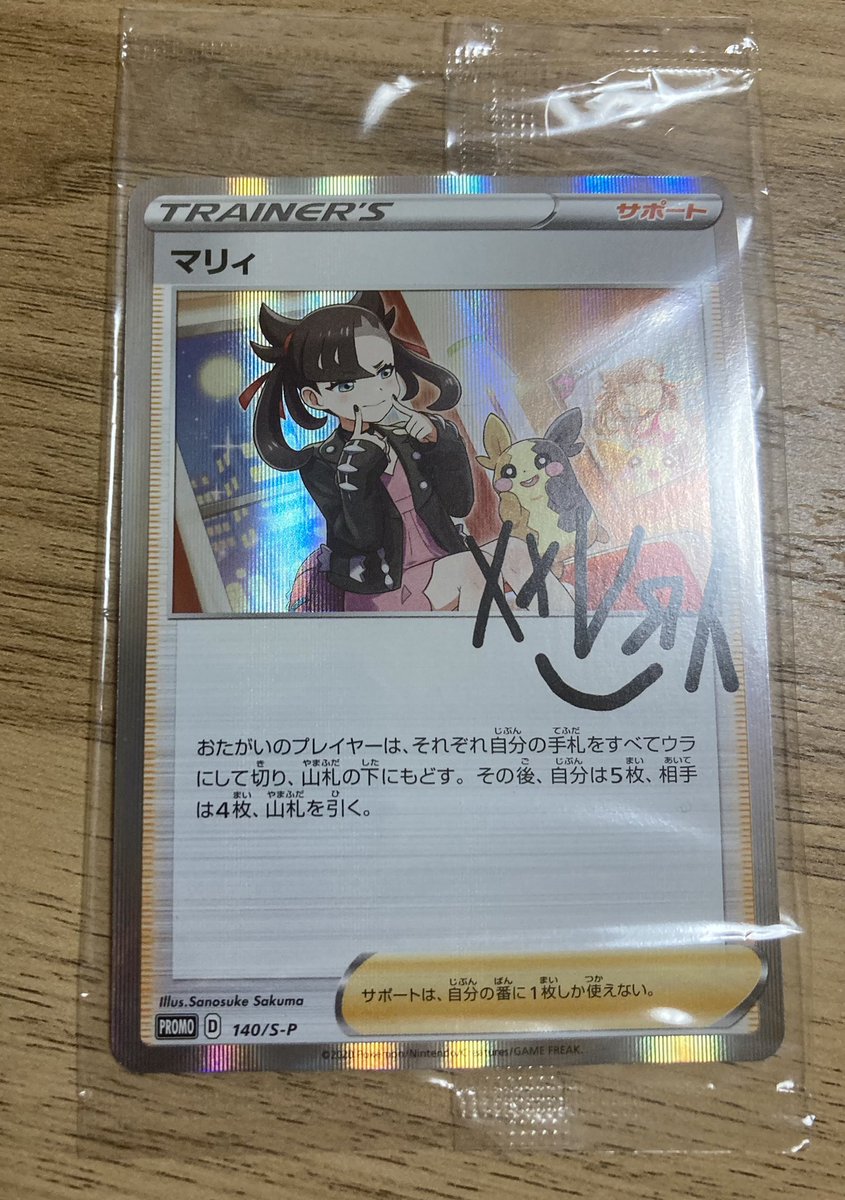 TRAINER'S サポート
マリィ
おたがいのプレイヤーは、それぞれ自分の手札をすべてウラ
にして切り、山札の下にもどす。その後、自分は5枚、相手
は4枚、山札を引く。
サポートは、自分の番に1枚しか使えない。
Illus.Sanosuke Sakuma
PROMO D 140/S-P
©2020 Pokémon/Nintendo/Creatures/GAME FREAK.